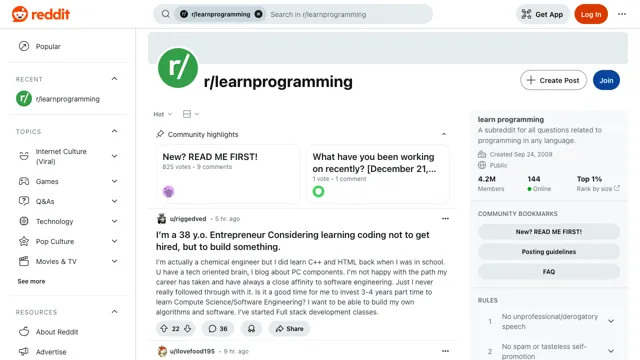 reddit
r/learnprogramming
Search in r/learnprogramming
Get App
Log In
Popular
RECENT
r/learnprogramming
TOPICS
Internet Culture
(Viral)
Games
Q&As
Technology
Pop Culture
Movies & TV
See more
RESOURCES
About Reddit
Advertise
r/
r/learnprogramming
Create Post
Join
Hot
Community highlights
New? READ ME FIRST!
825 votes • 9 comments
What have you been working
on recently? [December 21,...
1 vote • 1 comment
u/riggedved • 5 hr. ago
I'm a 38 y.o. Entrepreneur Considering learning coding not to get
hired, but to build something.
I'm actually a chemical engineer but I did learn C++ and HTML back when I was in school.
U have a tech oriented brain, I blog about PC components. I'm not happy with the path my
career has taken and have always a close affinity to software engineering. Just I never
really followed through with it. Is it a good for me to invest 3-4 years part time to
learn Compute Science/Software Engineering? I want to be able to build my own
algorithms and software. I've started Full stack development classes.
22
36
Share
u/ilovefood195 • 9 hr. ago
learn programming
A subreddit for all questions related to
programming in any language.
Created Sep 24, 2009
Public
4.2M
144
Top 1%
Members
Online
Rank by size
COMMUNITY BOOKMARKS
New? READ ME FIRST!
Posting guidelines
FAQ
RULES
1
No unprofessional/derogatory
speech
2
No spam or tasteless self-
promotion